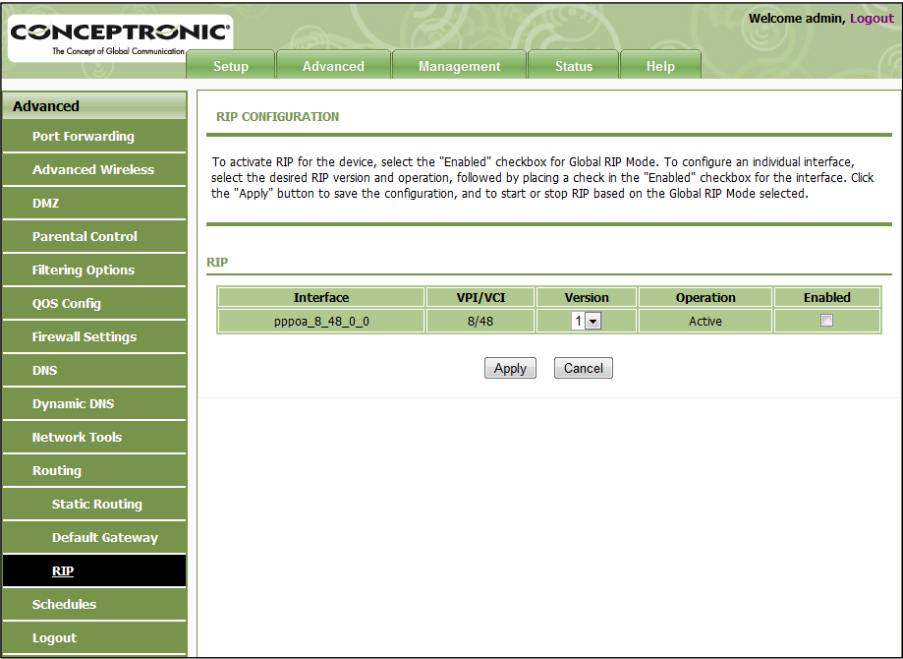 CONCEPTRONIC®
The Concept of Global Communication
Welcome admin, Logout
Setup Advanced Management Status Help
Advanced
Port Forwarding
Advanced Wireless
DMZ
Parental Control
Filtering Options
QOS Config
Firewall Settings
DNS
Dynamic DNS
Network Tools
Routing
Static Routing
Default Gateway
RIP
Schedules
Logout
RIP CONFIGURATION
To activate RIP for the device, select the "Enabled" checkbox for Global RIP Mode. To configure an individual interface,
select the desired RIP version and operation, followed by placing a check in the "Enabled" checkbox for the interface. Click
the "Apply" button to save the configuration, and to start or stop RIP based on the Global RIP Mode selected.
RIP
Interface VPI/VCI Version Operation Enabled
pppoa_8_48_0_0 8/48 1 Active
Apply Cancel